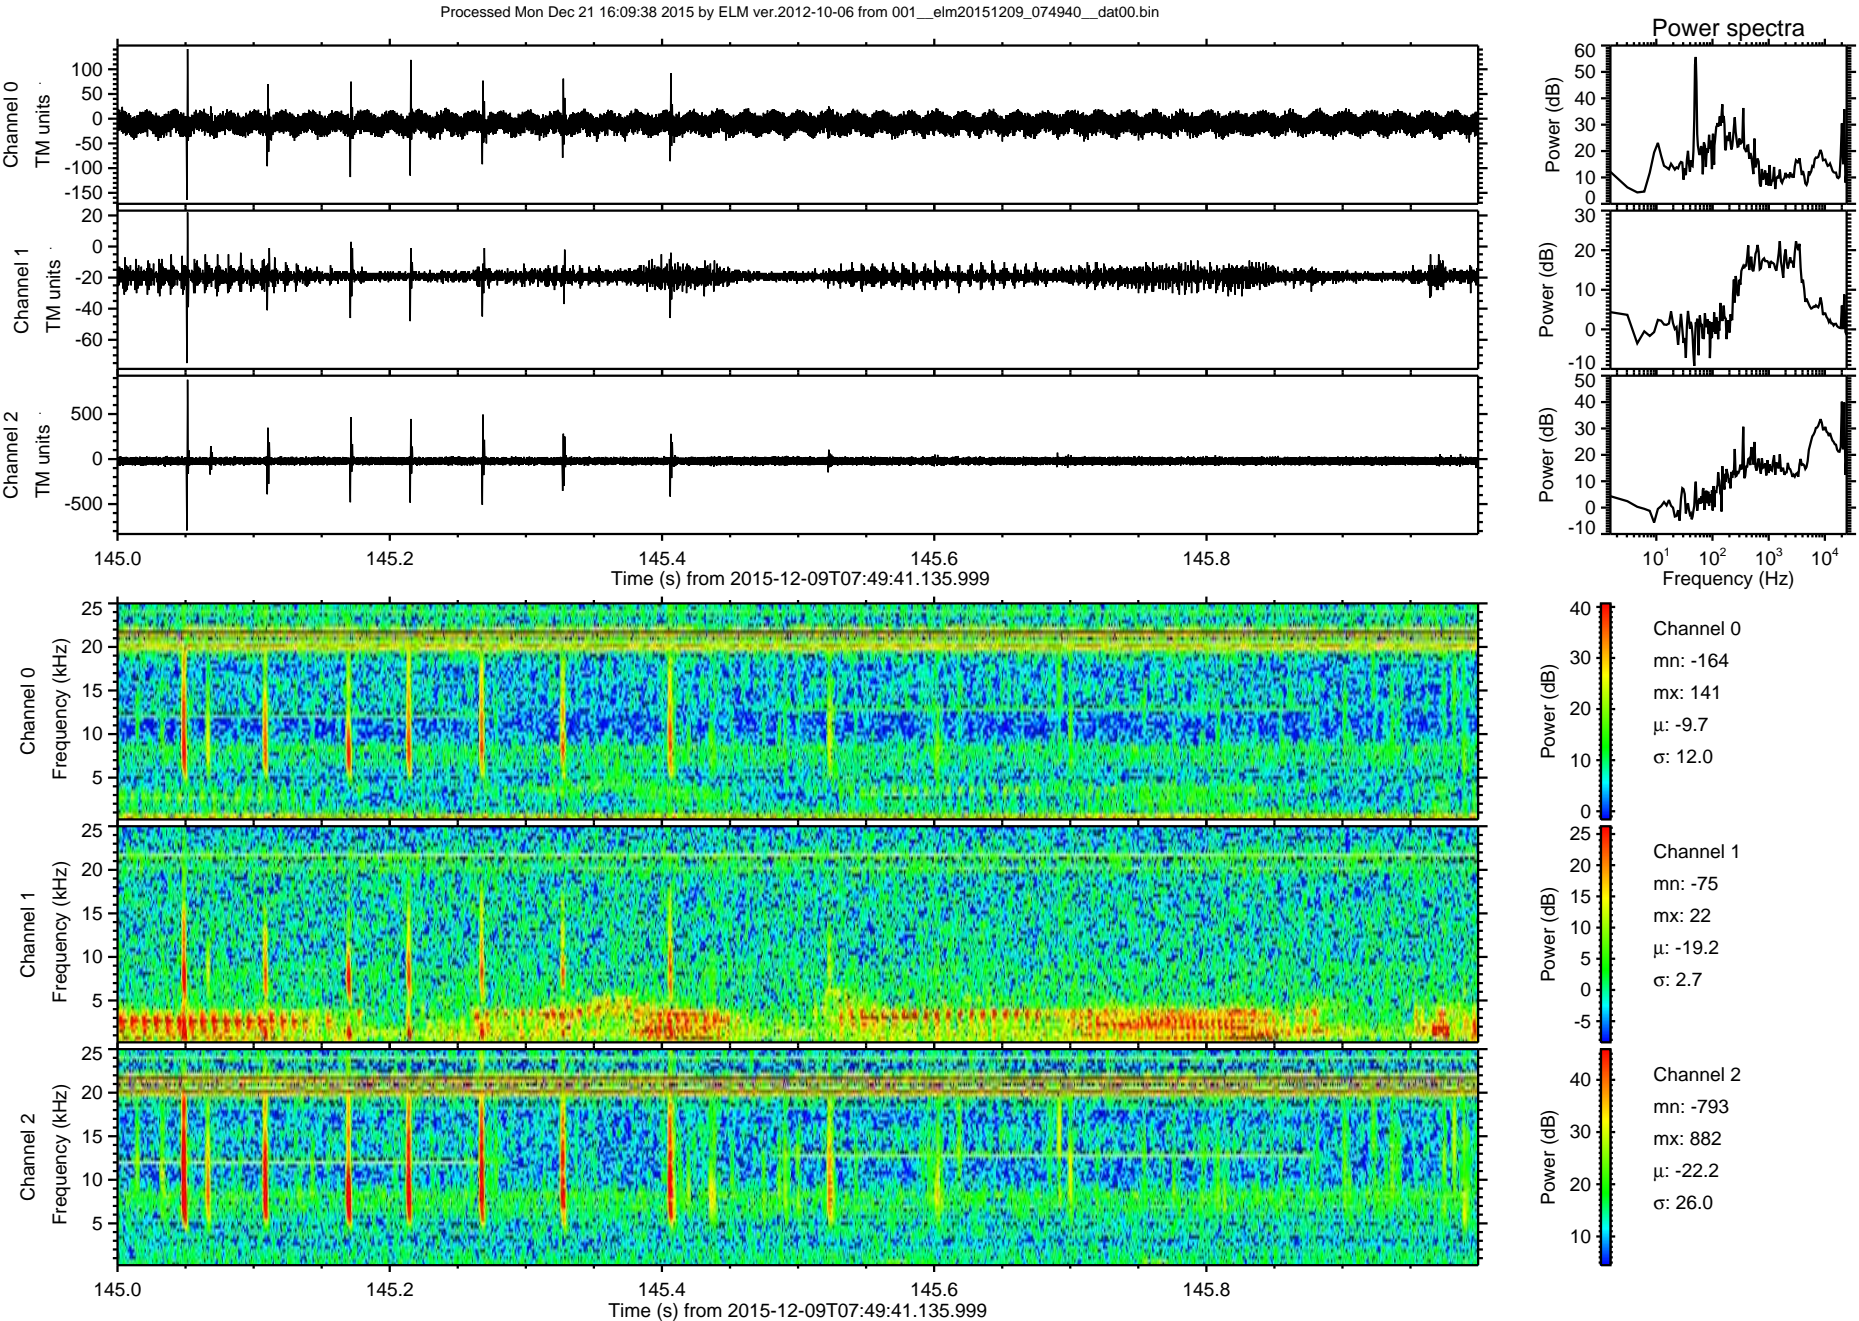 Processed Mon Dec 21 16:09:38 2015 by ELM ver.2012-10-06 from 001__elm20151209_074940__dat00.bin
Power spectra
Channel 0
TM units
100
50
0
-50
-100
-150
Power (dB)
60
50
40
30
20
10
0
Channel 1
TM units
20
0
-20
-40
-60
Power (dB)
30
20
10
0
-10
Channel 2
TM units
500
0
-500
Power (dB)
50
40
30
20
10
0
-10
145.0 145.2 145.4 145.6 145.8
Time (s) from 2015-12-09T07:49:41.135.999
10¹ 10² 10³ 10⁴
Frequency (Hz)
Channel 0
Frequency (kHz)
25
20
15
10
5
Power (dB)
40
30
20
10
0
Channel 0
mn: -164
mx: 141
μ: -9.7
σ: 12.0
Channel 1
Frequency (kHz)
25
20
15
10
5
Power (dB)
25
20
15
10
5
0
-5
Channel 1
mn: -75
mx: 22
μ: -19.2
σ: 2.7
Channel 2
Frequency (kHz)
25
20
15
10
5
Power (dB)
40
30
20
10
Channel 2
mn: -793
mx: 882
μ: -22.2
σ: 26.0
145.0 145.2 145.4 145.6 145.8
Time (s) from 2015-12-09T07:49:41.135.999